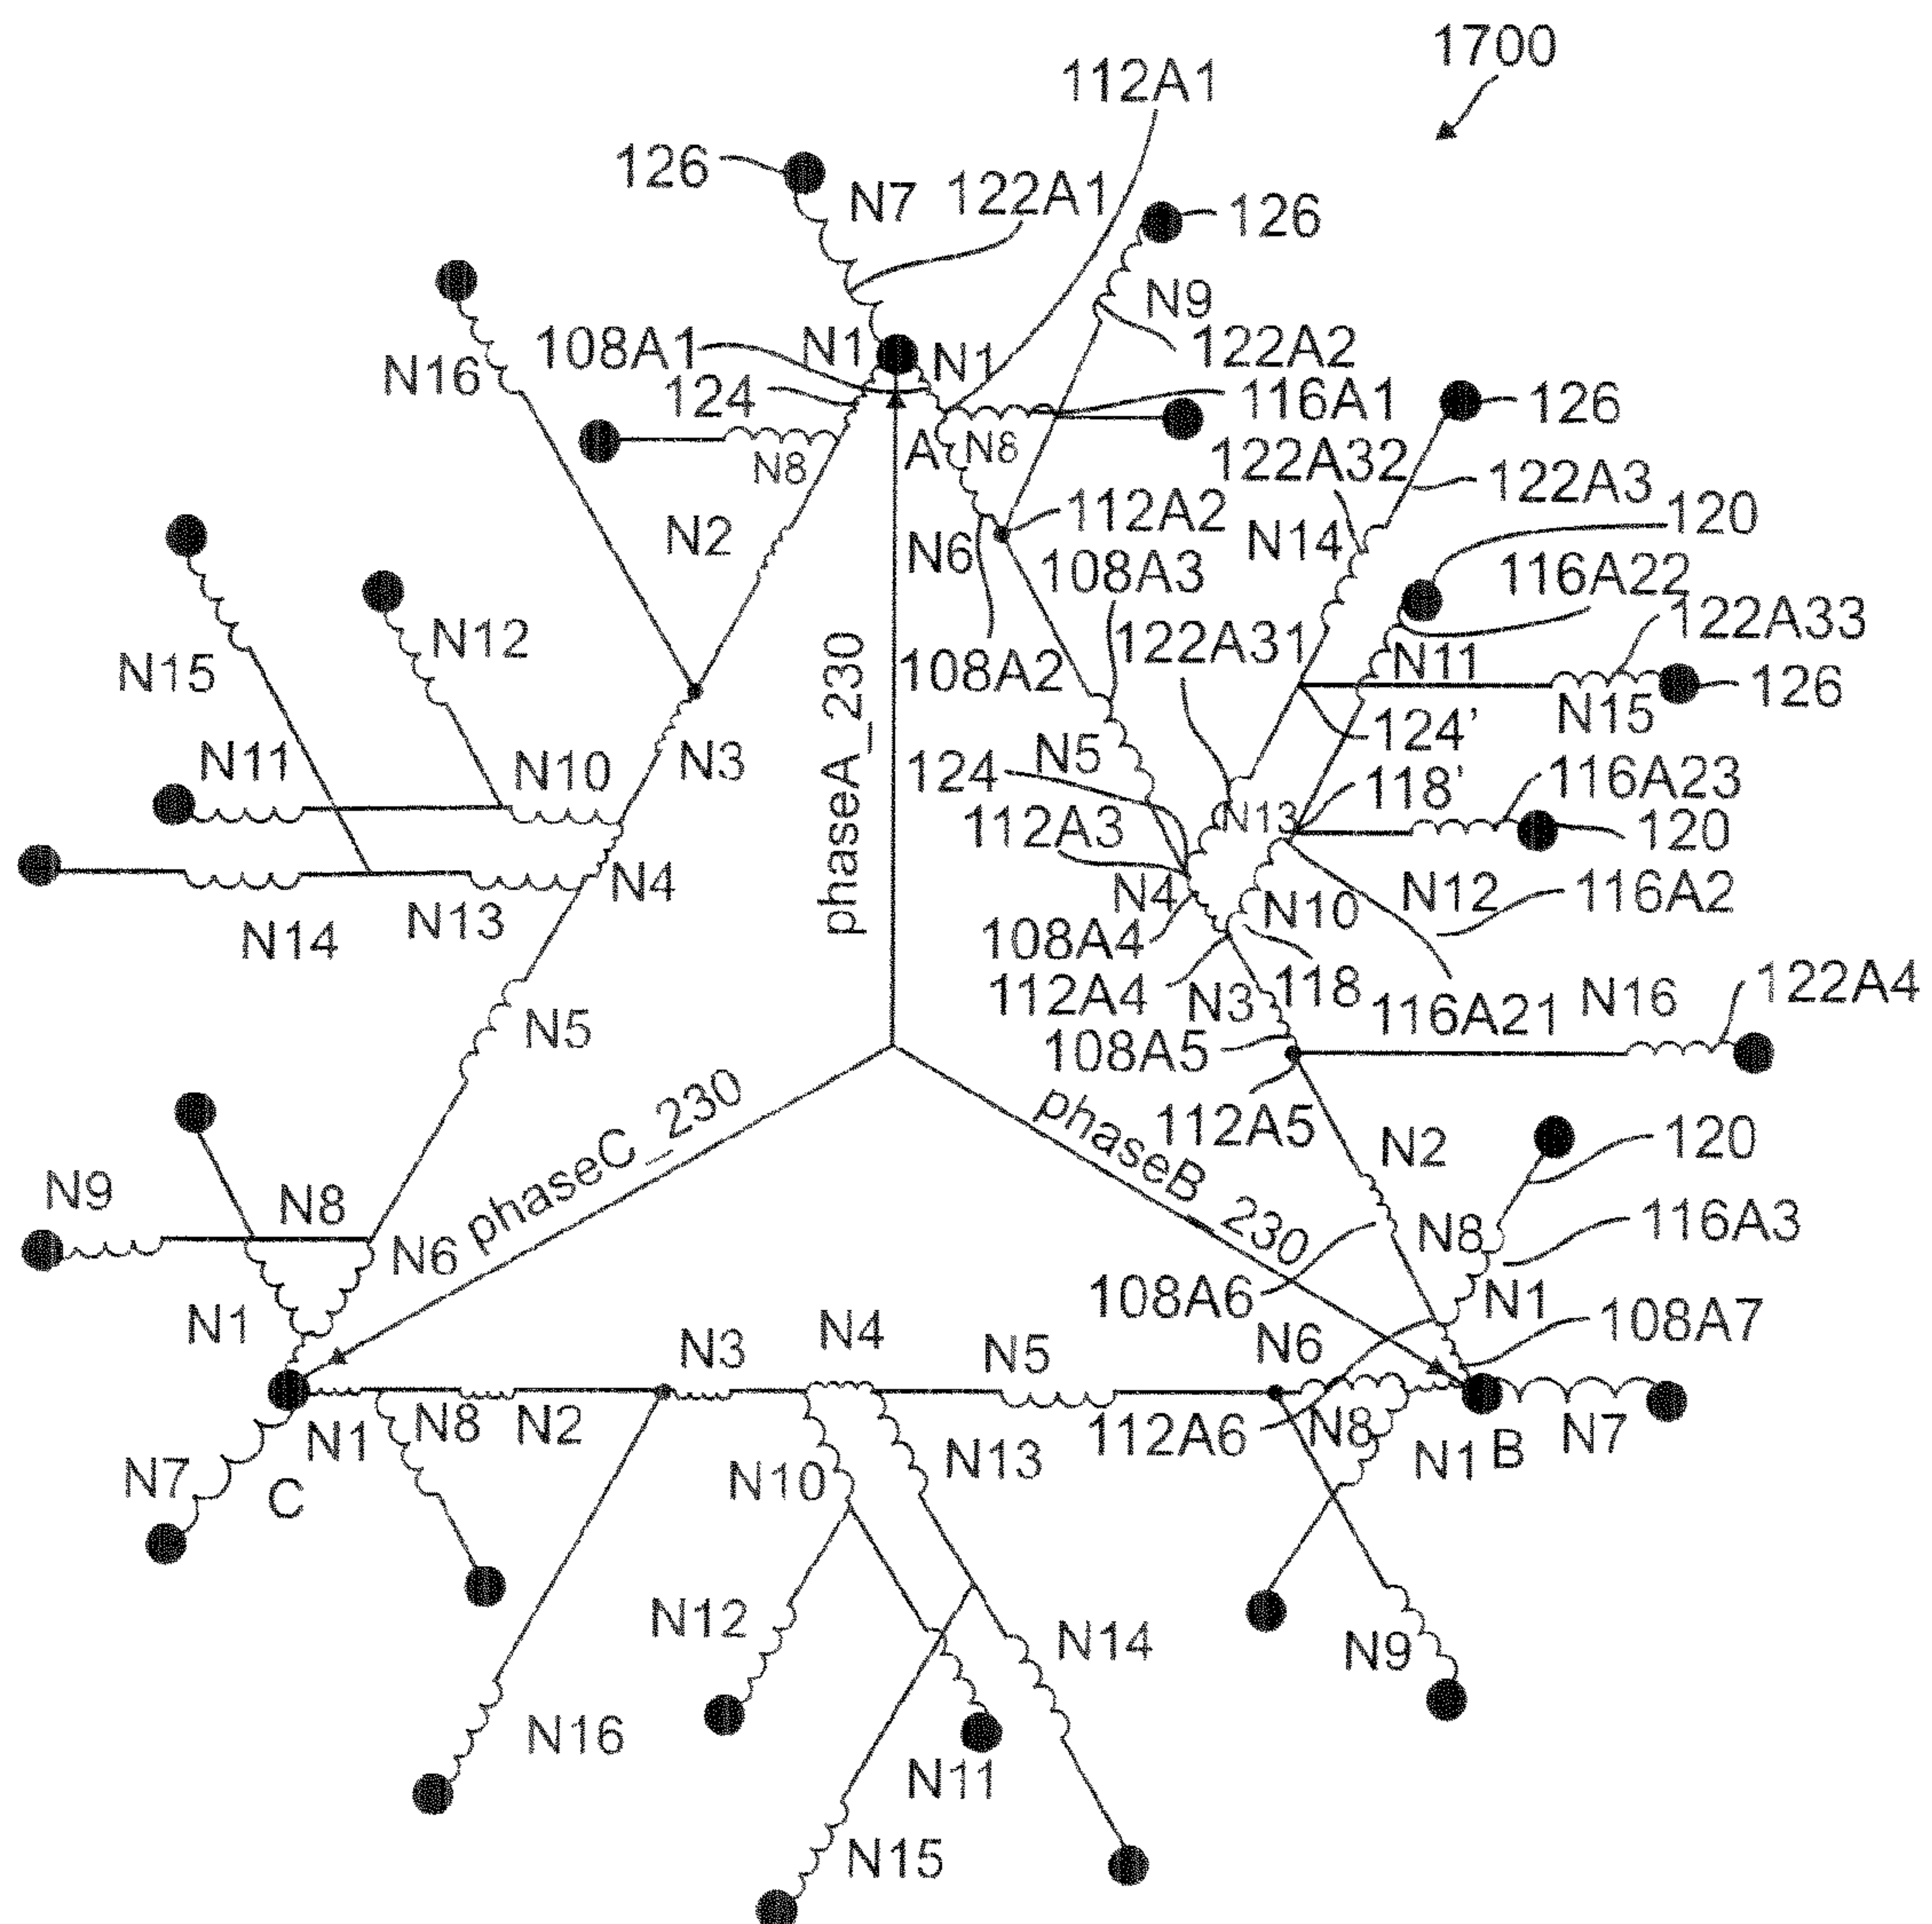 1700
112A1
126
N7
122A1
126
N9
N16
108A1
N1
N1
122A2
124
116A1
126
N8
A
N8
122A32
122A3
N2
112A2
N14
120
N6
108A3
116A22
N15
N12
108A2
122A31
N11
122A33
126
N11
N10
N3
phaseA_230
124
N5
124'
N15
112A3
N13
118'
116A23
120
N14
N13
N4
N4
N10
N12
116A2
108A4
112A4
N3
118
116A21
N16
122A4
N5
108A5
phaseC_230
phaseB_230
112A5
N2
120
N9
N8
N6
N8
116A3
N1
108A6
N1
108A7
N3
N4
N5
N6
N7
N1
C
N8
N2
N10
N13
112A6
N8
N1
B
N7
N12
N14
N9
N16
N11
N15